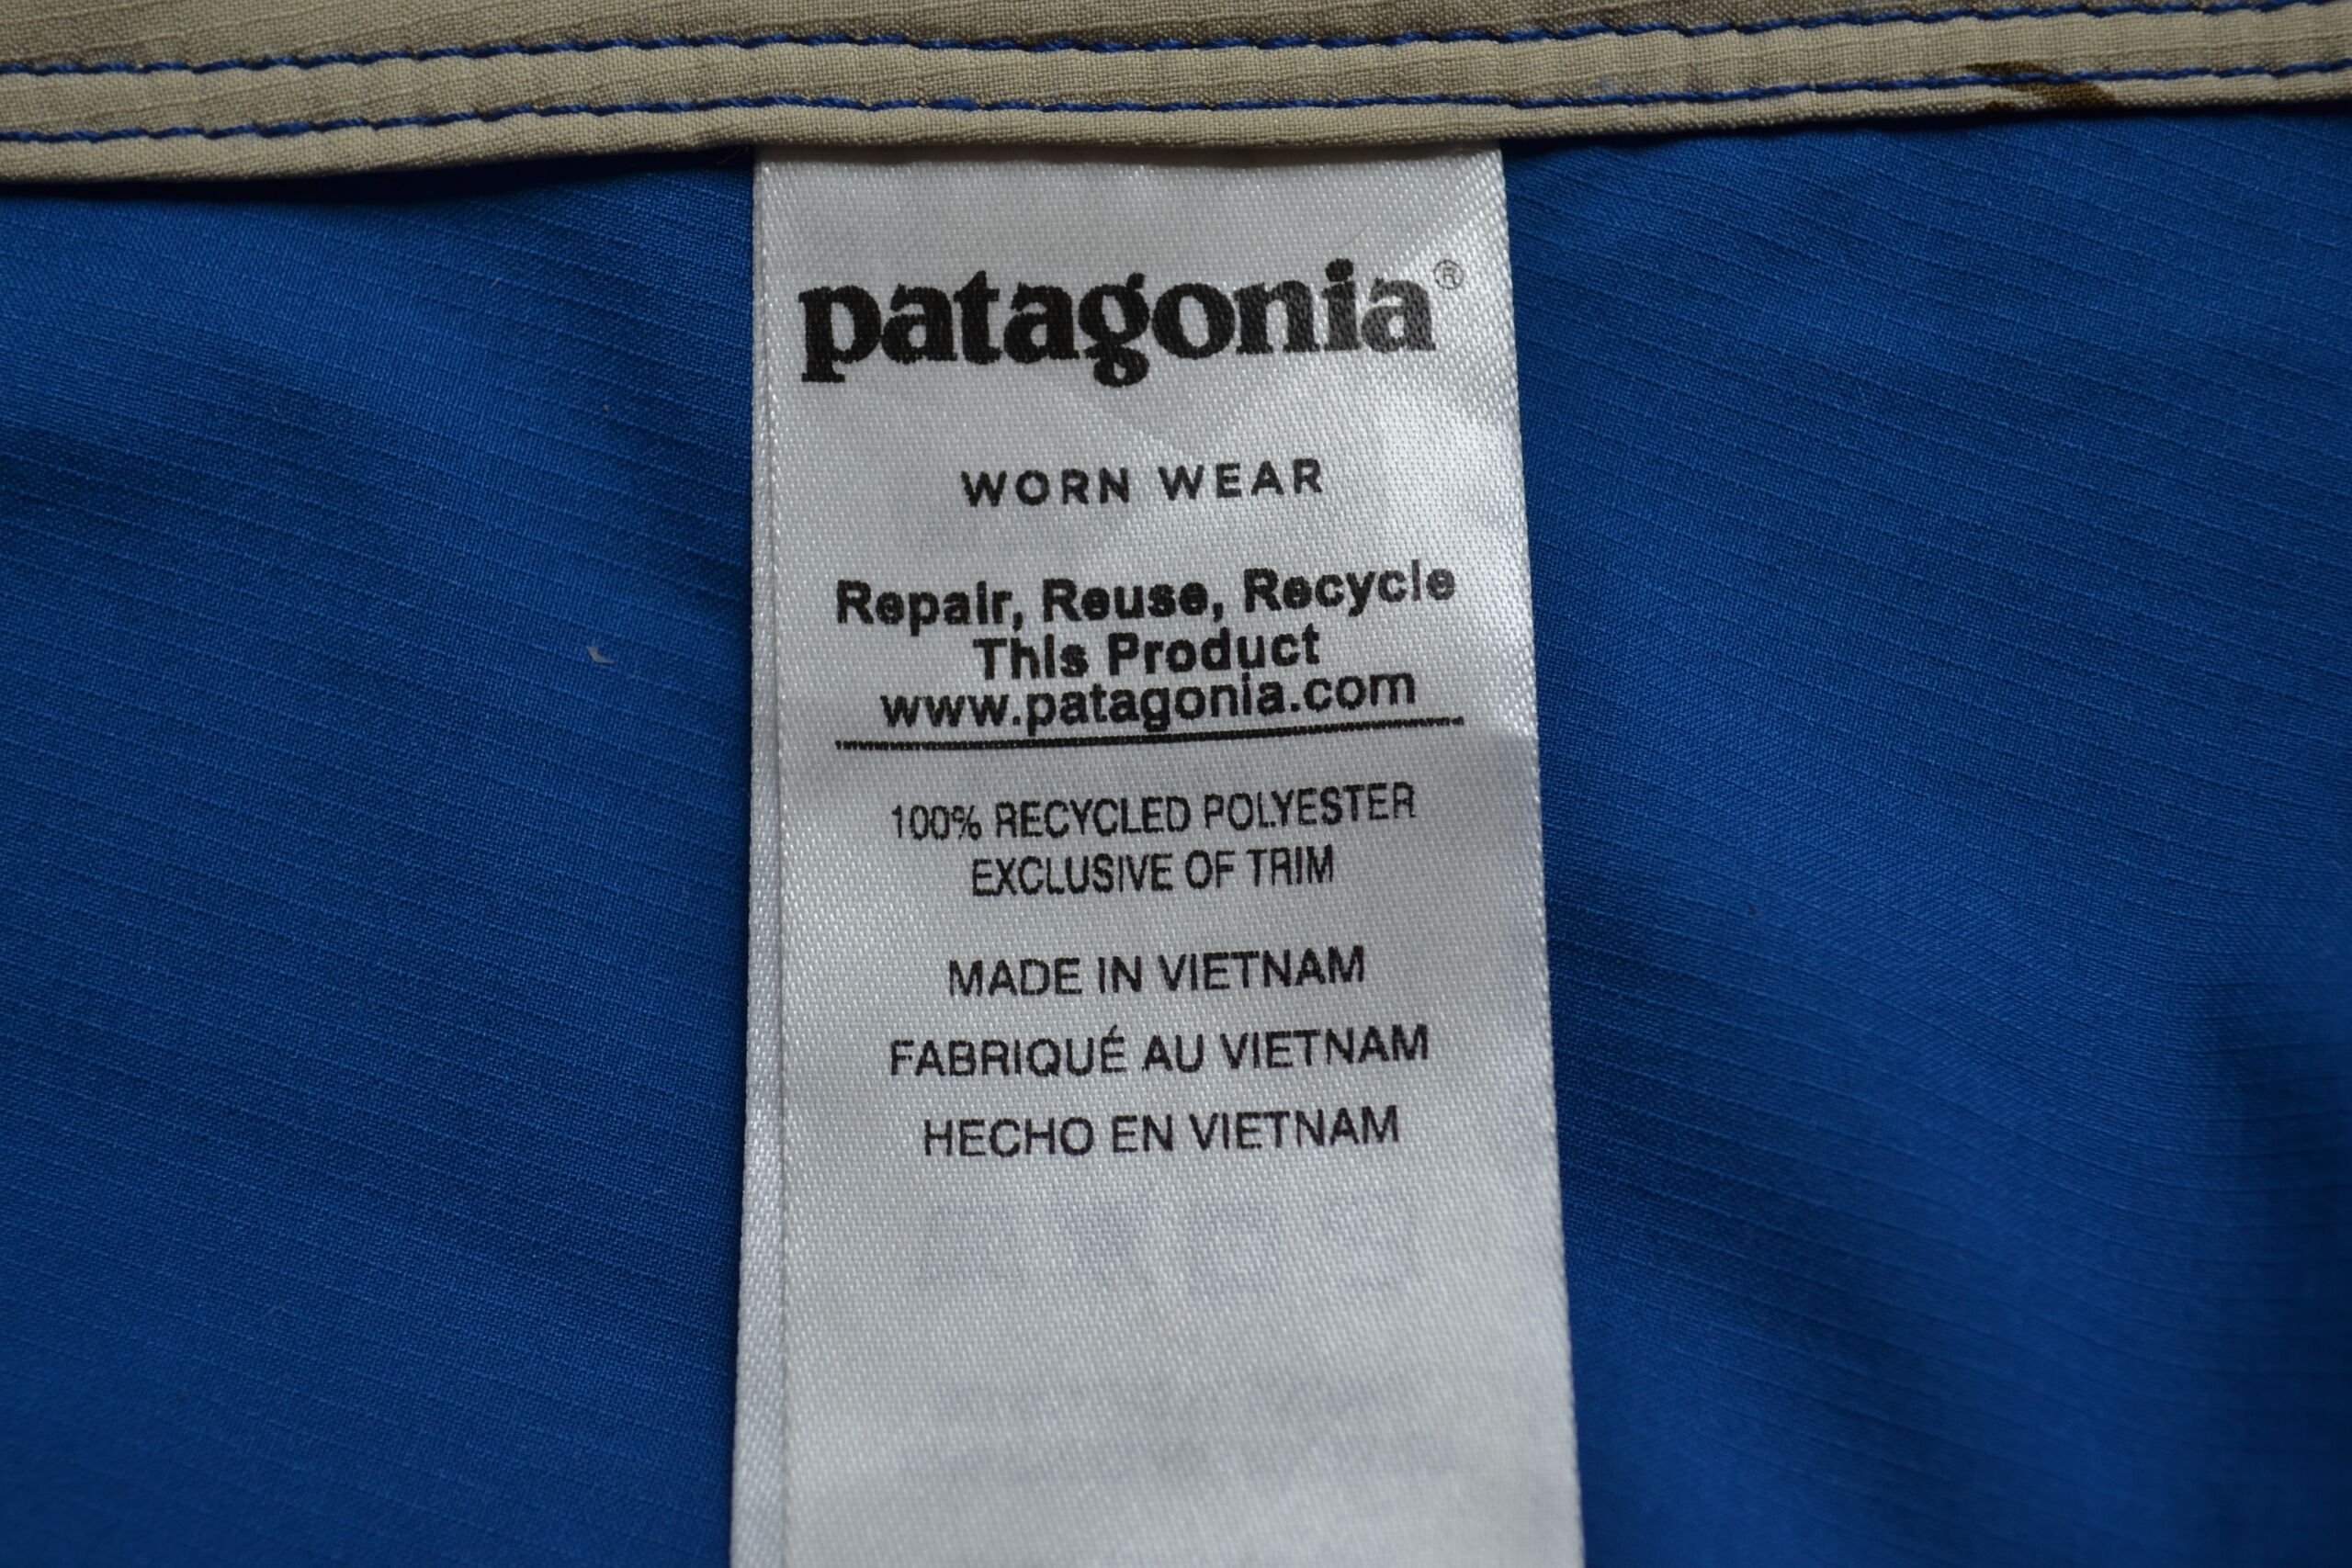 patagonia®
WORN WEAR
Repair, Reuse, Recycle
This Product
www.patagonia.com
100% RECYCLED POLYESTER
EXCLUSIVE OF TRIM
MADE IN VIETNAM
FABRIQUÉ AU VIETNAM
HECHO EN VIETNAM